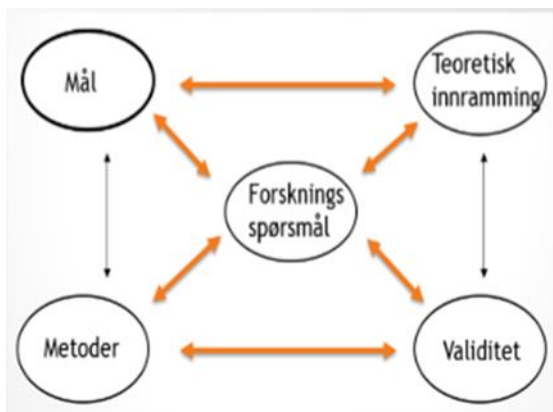 Mål
Teoretisk
innramming
Forsknings
spørsmål
Metoder
Validitet